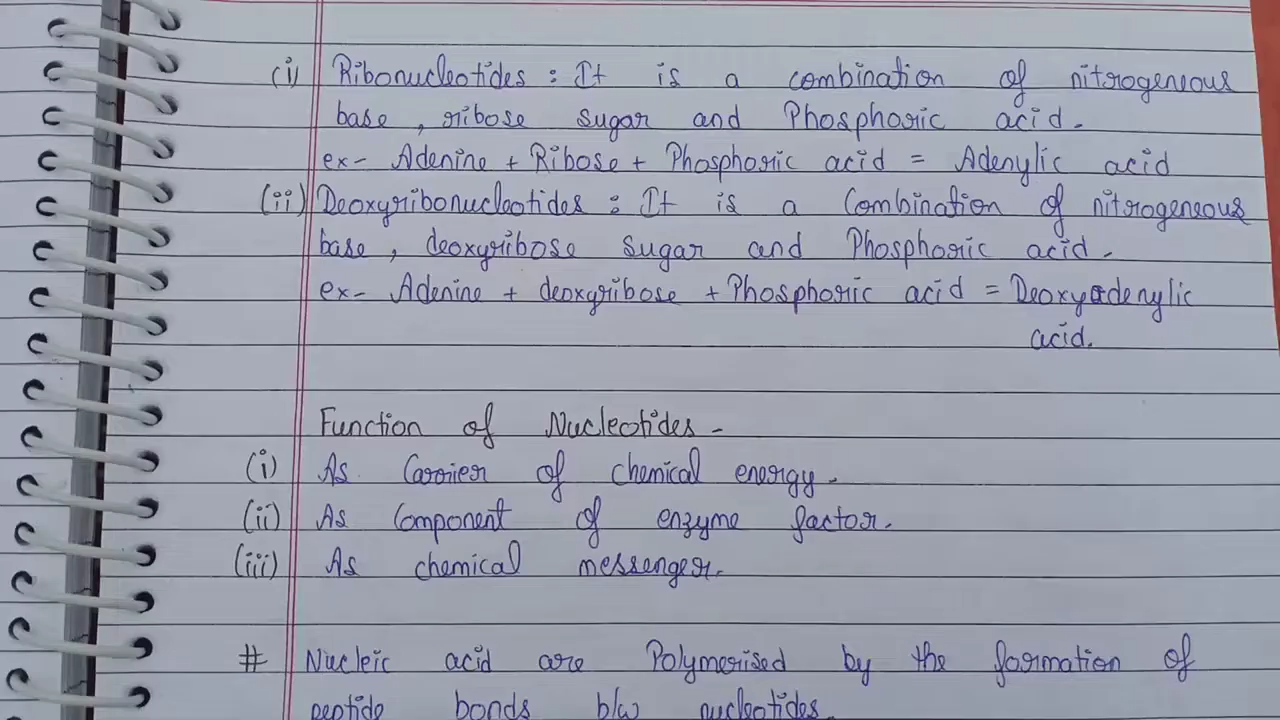 (i) Ribonucleotides : It is a combination of nitrogeneous
base , ribose sugar and Phosphoric acid.
ex- Adenine + Ribose + Phosphoric acid = Adenylic acid
(ii) Deoxyribonucleotides : It is a Combination of nitrogeneous
base , deoxyribose sugar and Phosphoric acid.
ex- Adenine + deoxyribose + Phosphoric acid = Deoxyadenylic
acid.
Function of Nucleotides -
(i) As Carrier of chemical energy.
(ii) As Component of enzyme factor.
(iii) As chemical messenger.
# Nucleic acid are Polymerised by the formation of
peptide bonds b/w nucleotides.